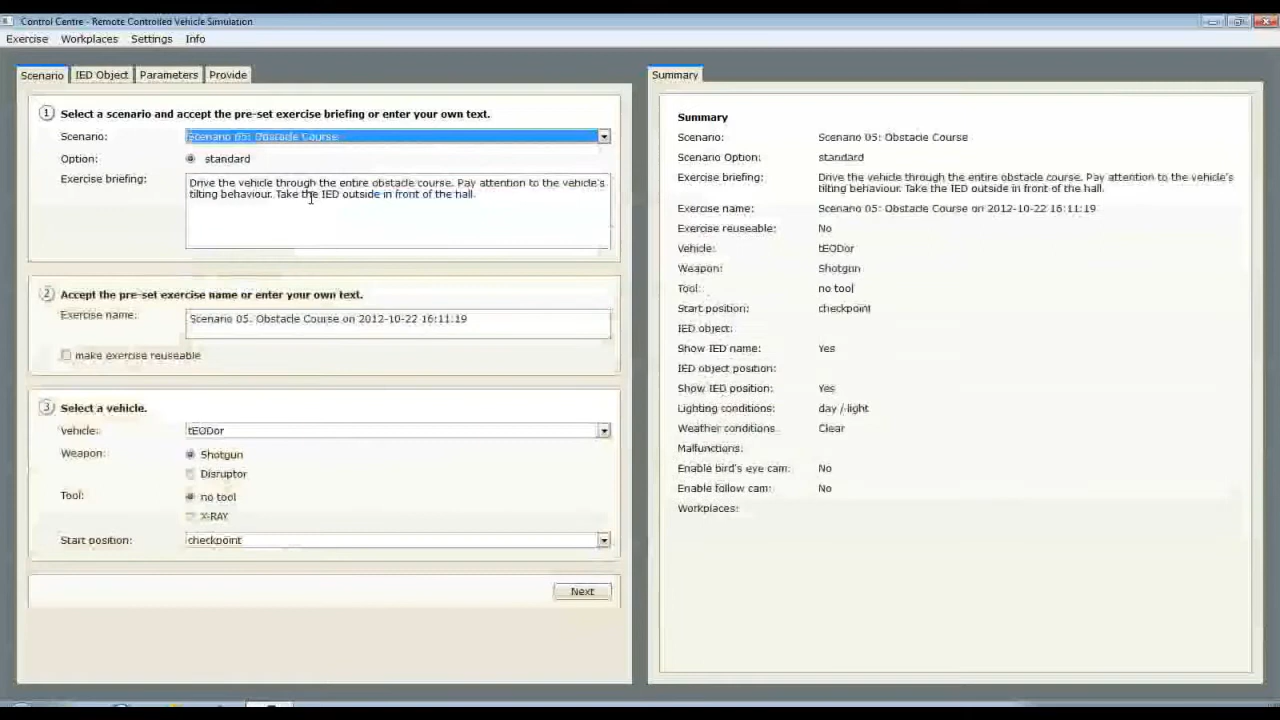 Control Centre - Remote Controlled Vehicle Simulation
Exercise Workplaces Settings Info
Scenario IED Object Parameters Provide
1 Select a scenario and accept the pre-set exercise briefing or enter your own text.
Scenario: Scenario 05: Obstacle Course
Option: standard
Exercise briefing: Drive the vehicle through the entire obstacle course. Pay attention to the vehicle's
tilting behaviour. Take the IED outside in front of the hall.
2 Accept the pre-set exercise name or enter your own text.
Exercise name: Scenario 05: Obstacle Course on 2012-10-22 16:11:19
make exercise reuseable
3 Select a vehicle.
Vehicle: tEODor
Weapon: Shotgun
Disruptor
Tool: no tool
X-RAY
Start position: checkpoint
Next
Summary
Summary
Scenario: Scenario 05: Obstacle Course
Scenario Option: standard
Exercise briefing: Drive the vehicle through the entire obstacle course. Pay attention to the vehicle's
tilting behaviour. Take the IED outside in front of the hall.
Exercise name: Scenario 05: Obstacle Course on 2012-10-22 16:11:19
Exercise reuseable: No
Vehicle: tEODor
Weapon: Shotgun
Tool: no tool
Start position: checkpoint
IED object:
Show IED name: Yes
IED object position:
Show IED position: Yes
Lighting conditions: day / light
Weather conditions: Clear
Malfunctions:
Enable bird's eye cam: No
Enable follow cam: No
Workplaces: